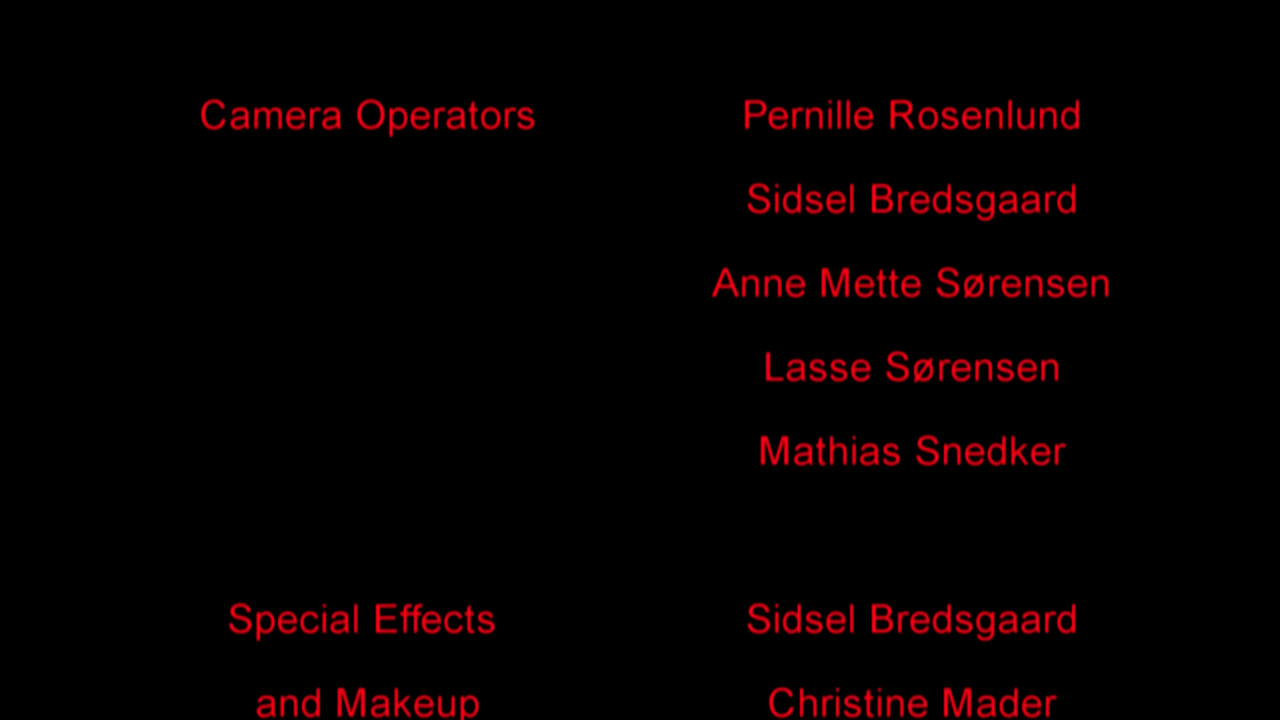 Camera Operators Pernille Rosenlund
Sidsel Bredsgaard
Anne Mette Sørensen
Lasse Sørensen
Mathias Snedker
Special Effects Sidsel Bredsgaard
and Makeup Christine Mader